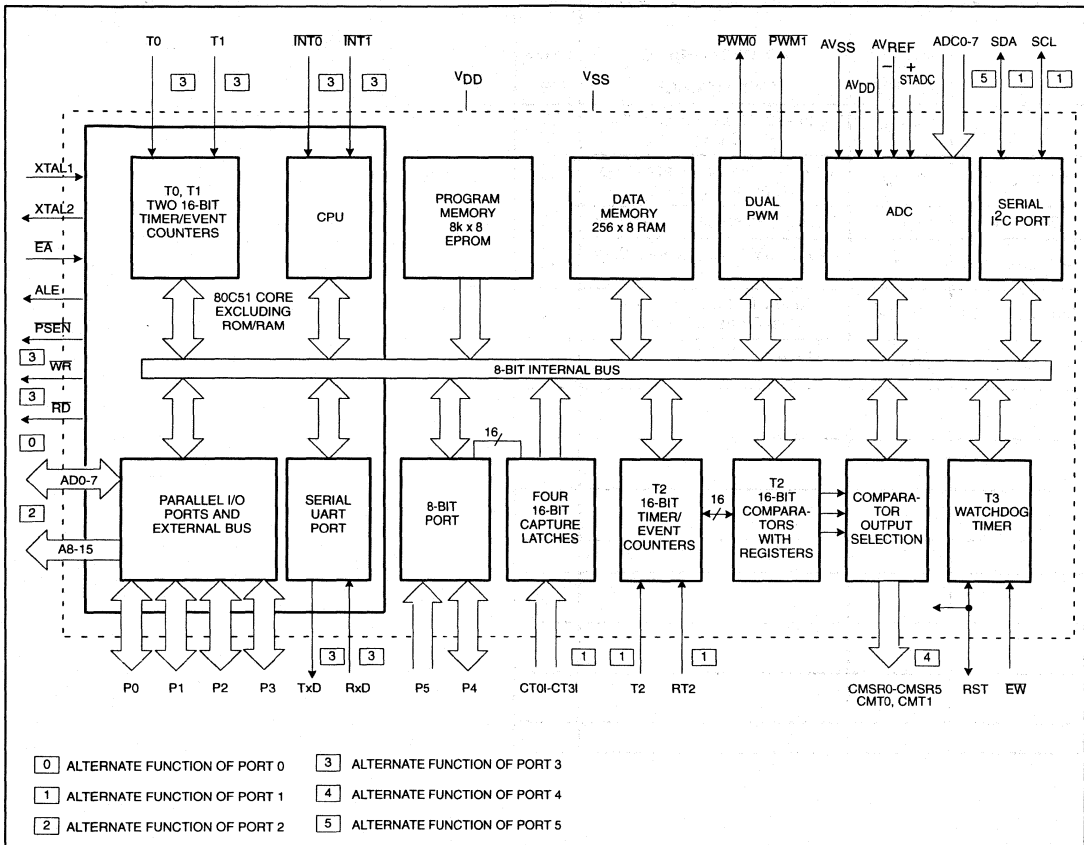 T0 T1 INT0 INT1 PWM0 PWM1 AVSS AVREF ADC0-7 SDA SCL
3 3 3 3 VDD VSS − + STADC AVDD 5 1 1
XTAL1
XTAL2
EA
ALE
PSEN
3
WR
3
RD
0
AD0-7
2
A8-15
T0, T1
TWO 16-BIT
TIMER/EVENT
COUNTERS
CPU
80C51 CORE
EXCLUDING
ROM/RAM
PROGRAM
MEMORY
8k x 8
EPROM
DATA
MEMORY
256 x 8 RAM
DUAL
PWM
ADC
SERIAL
I2C PORT
8-BIT INTERNAL BUS
PARALLEL I/O
PORTS AND
EXTERNAL BUS
SERIAL
UART
PORT
8-BIT
PORT
16
FOUR
16-BIT
CAPTURE
LATCHES
T2
16-BIT
TIMER/
EVENT
COUNTERS
16
T2
16-BIT
COMPARA-
TORS
WITH
REGISTERS
COMPARA-
TOR
OUTPUT
SELECTION
T3
WATCHDOG
TIMER
3 3 1 1 1 4
P0 P1 P2 P3 TxD RxD P5 P4 CT0I-CT3I T2 RT2 CMSR0-CMSR5 RST EW
CMT0, CMT1
0 ALTERNATE FUNCTION OF PORT 0
1 ALTERNATE FUNCTION OF PORT 1
2 ALTERNATE FUNCTION OF PORT 2
3 ALTERNATE FUNCTION OF PORT 3
4 ALTERNATE FUNCTION OF PORT 4
5 ALTERNATE FUNCTION OF PORT 5